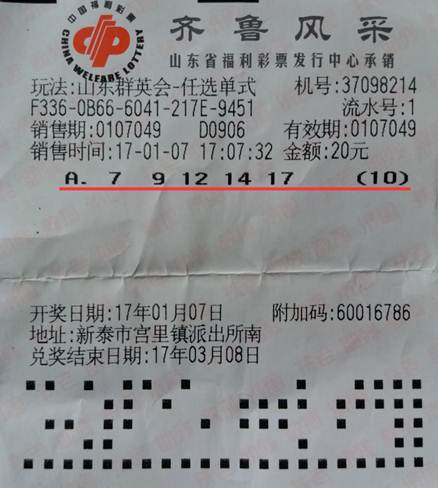 中国福利彩票
CHINA WELFARE LOTTERY
齐鲁风采
山东省福利彩票发行中心承销
玩法:山东群英会-任选单式 机号:37098214
F336-0B66-6041-217E-9451 流水号:1
销售期:0107049 D0906 有效期:0107049
销售时间:17-01-07 17:07:32 金额:20元
A. 7 9 12 14 17 (10)
开奖日期:17年01月07日 附加码:60016786
地址:新泰市宫里镇派出所南
兑奖结束日期:17年03月08日